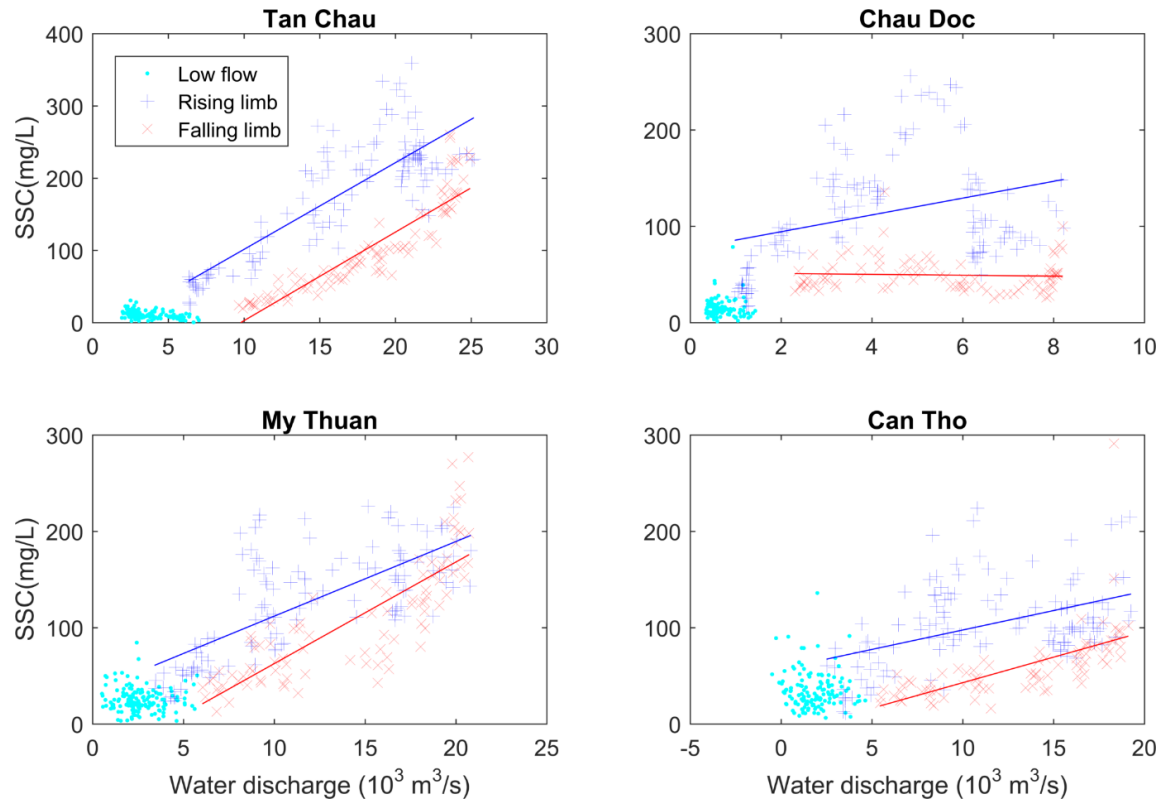 Tan Chau
Chau Doc
400
300
200
100
0
SSC(mg/L)
Low flow
Rising limb
Falling limb
0 5 10 15 20 25 30
300
200
100
0
0 2 4 6 8 10
My Thuan
Can Tho
300
200
100
0
SSC(mg/L)
0 5 10 15 20 25
Water discharge (10³ m³/s)
300
200
100
0
-5 0 5 10 15 20
Water discharge (10³ m³/s)